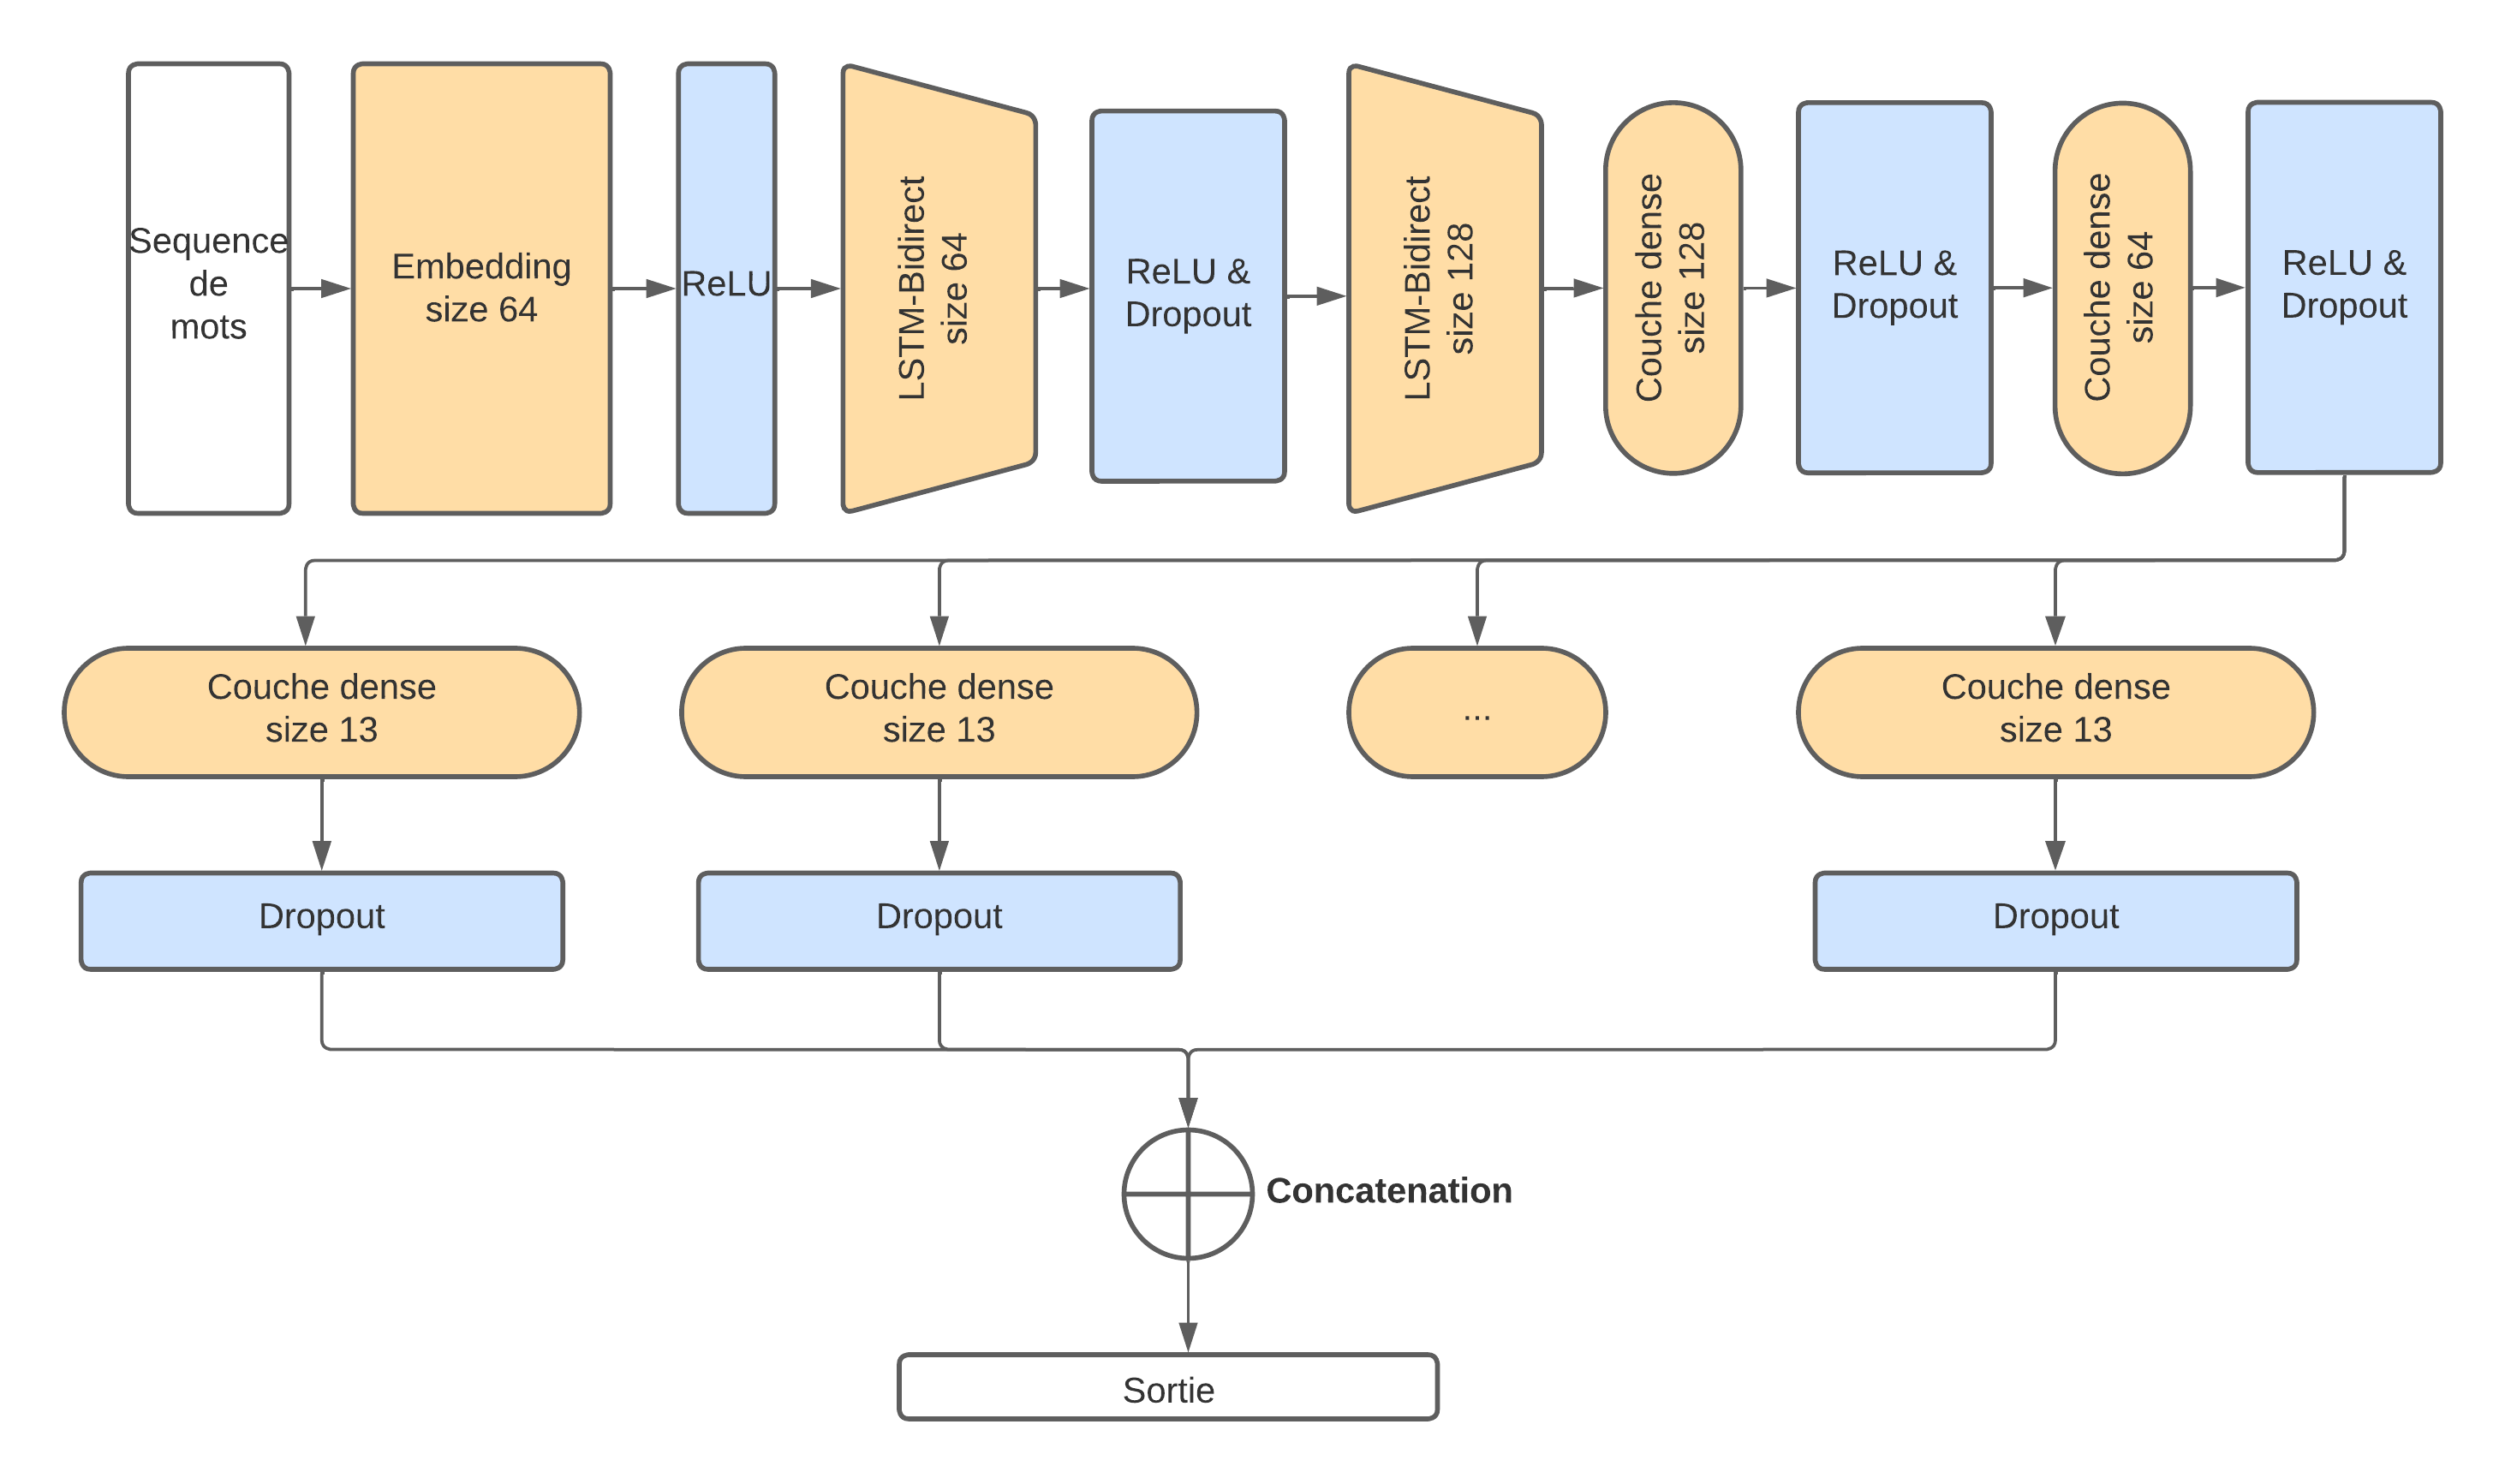 Sequence
de
mots
Embedding
size 64
ReLU
LSTM-Bidirect
size 64
ReLU &
Dropout
LSTM-Bidirect
size 128
Couche dense
size 128
ReLU &
Dropout
Couche dense
size 64
ReLU &
Dropout
Couche dense
size 13
Couche dense
size 13
...
Couche dense
size 13
Dropout
Dropout
Dropout
Concatenation
Sortie